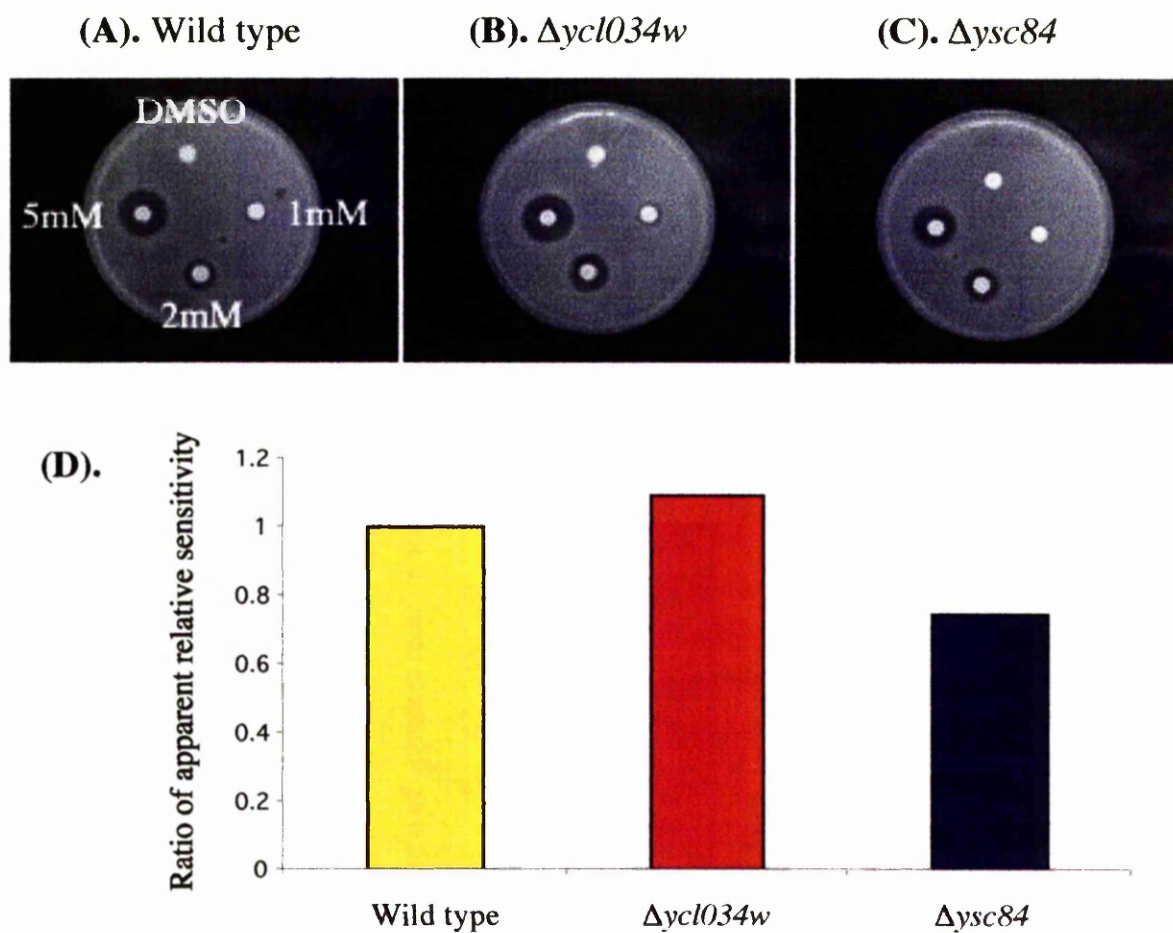 (A). Wild type
(B). Δycl034w
(C). Δysc84
DMSO
5mM
1mM
2mM
(D).
Ratio of apparent relative sensitivity
1.2
1
0.8
0.6
0.4
0.2
0
Wild type
Δycl034w
Δysc84